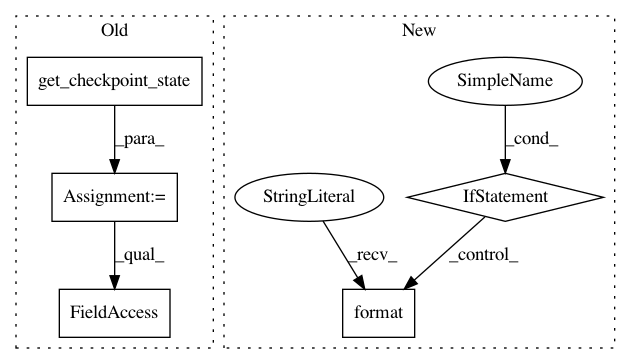 Old
New
get_checkpoint_state
SimpleName
_para_
_cond_
Assignment:=
StringLiteral
IfStatement
_qual_
_recv_
_control_
FieldAccess
format